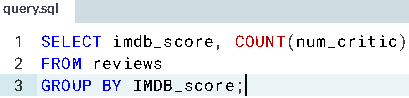 query.sql
1 SELECT imdb_score, COUNT(num_critic)
2 FROM reviews
3 GROUP BY IMDB_score;